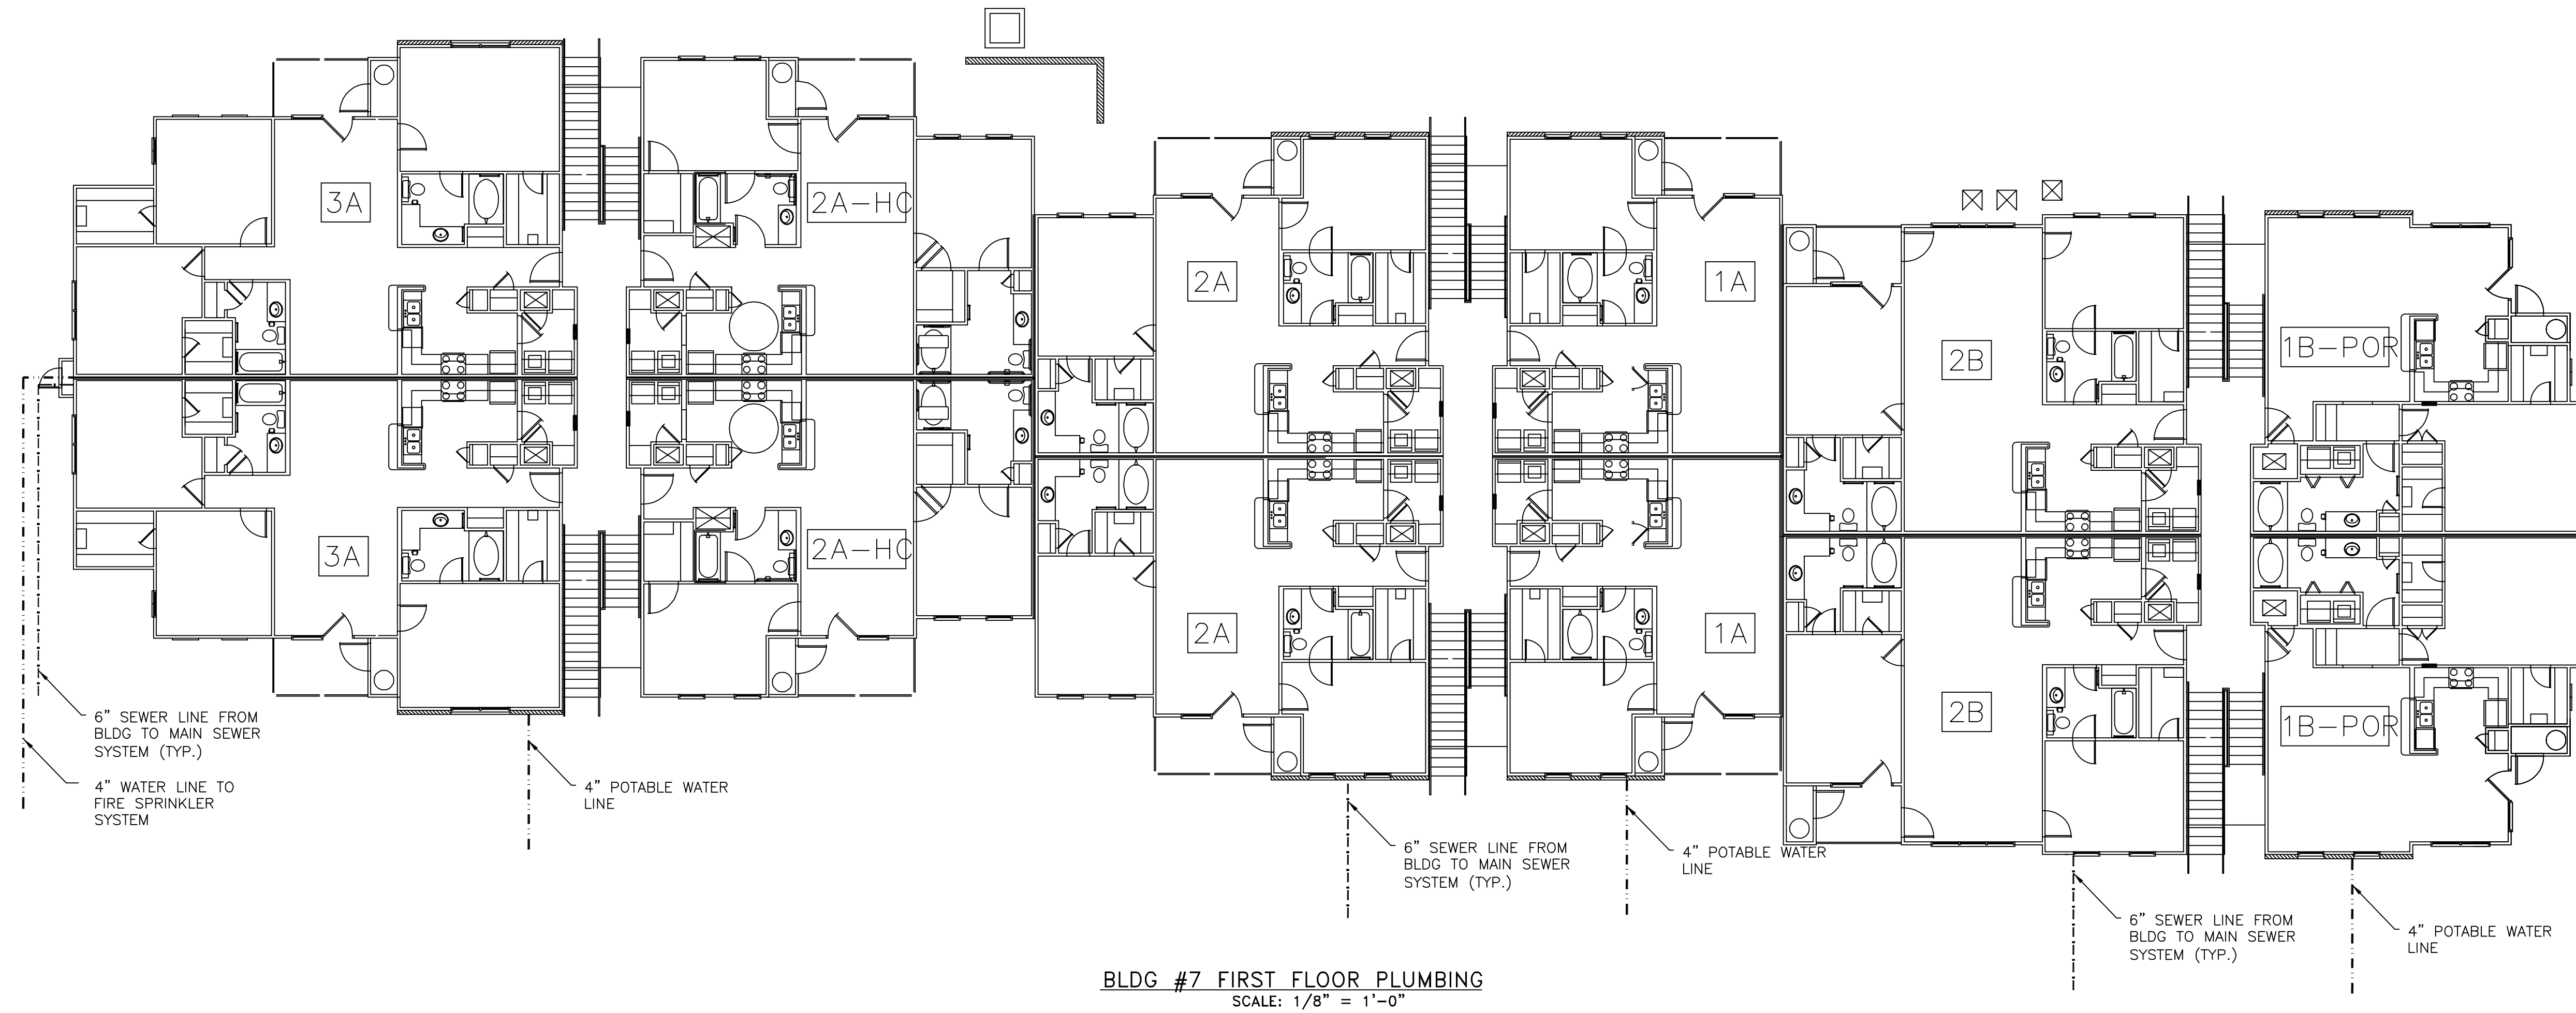 3A
2A-HC
2A
1A
2B
1B-POR
3A
2A-HC
2A
1A
2B
1B-POR
6" SEWER LINE FROM
BLDG TO MAIN SEWER
SYSTEM (TYP.)
4" WATER LINE TO
FIRE SPRINKLER
SYSTEM
4" POTABLE WATER
LINE
6" SEWER LINE FROM
BLDG TO MAIN SEWER
SYSTEM (TYP.)
4" POTABLE WATER
LINE
6" SEWER LINE FROM
BLDG TO MAIN SEWER
SYSTEM (TYP.)
4" POTABLE WATER
LINE
BLDG #7 FIRST FLOOR PLUMBING
SCALE: 1/8" = 1'-0"